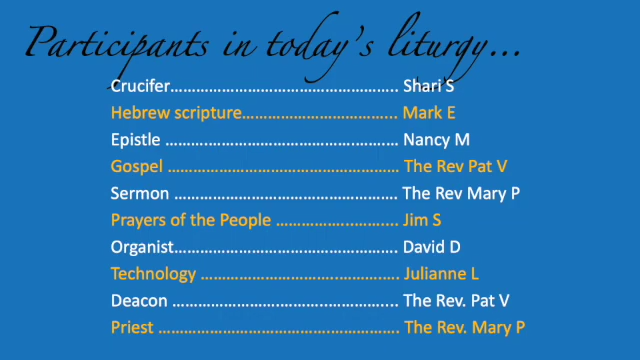 Participants in today's liturgy...
Crucifer........................................... Shari S
Hebrew scripture.............................. Mark E
Epistle ............................................. Nancy M
Gospel ............................................. The Rev Pat V
Sermon ........................................... The Rev Mary P
Prayers of the People ........................ Jim S
Organist........................................... David D
Technology ...................................... Julianne L
Deacon ........................................... The Rev. Pat V
Priest ............................................... The Rev. Mary P